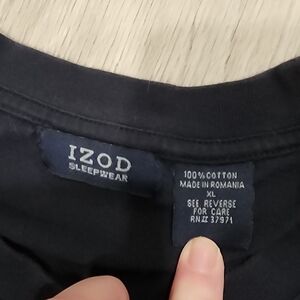 IZOD
SLEEPWEAR
100% COTTON
MADE IN ROMANIA
XL
SEE REVERSE
FOR CARE
RN# 37971